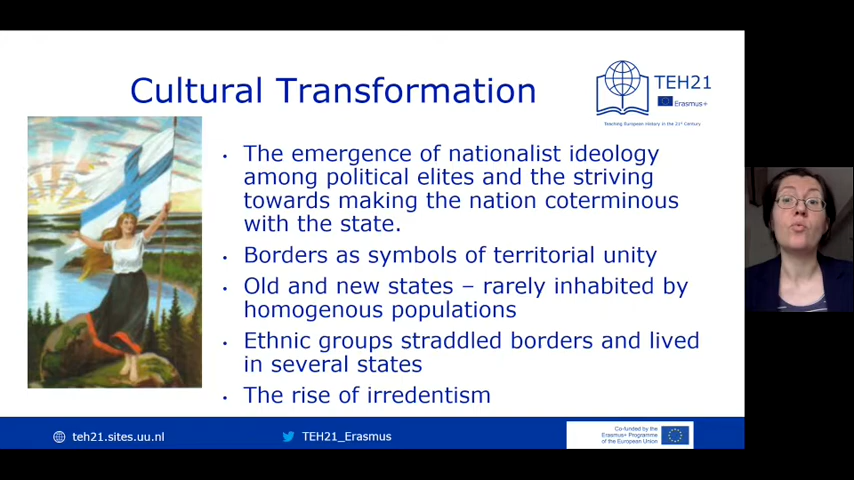 Cultural Transformation
TEH21
Erasmus+
Teaching European History in the 21st Century
• The emergence of nationalist ideology
among political elites and the striving
towards making the nation coterminous
with the state.
• Borders as symbols of territorial unity
• Old and new states – rarely inhabited by
homogenous populations
• Ethnic groups straddled borders and lived
in several states
• The rise of irredentism
teh21.sites.uu.nl
TEH21_Erasmus
Co-funded by the
Erasmus+ Programme
of the European Union